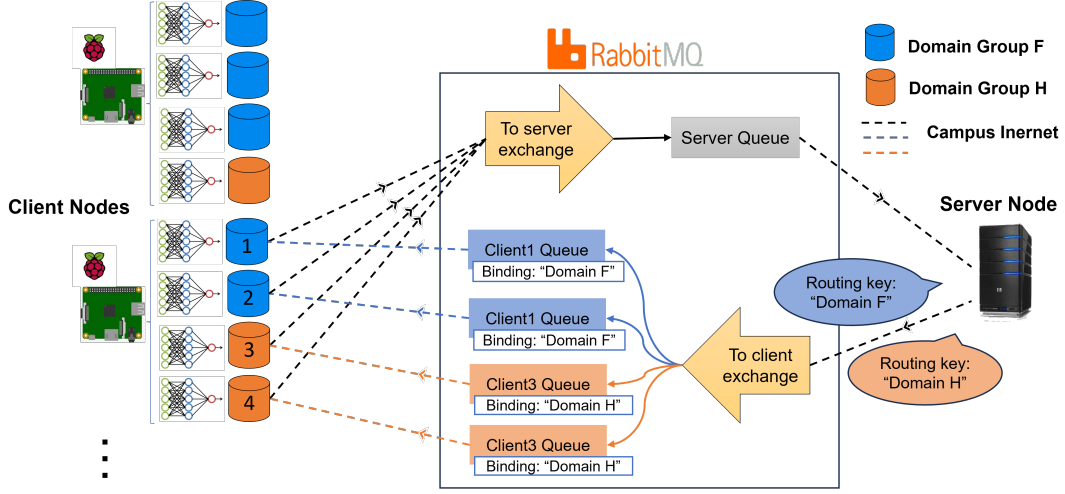 RabbitMQ
Domain Group F
Domain Group H
Campus Inernet
To server
exchange
Server Queue
Client Nodes
Server Node
1
2
3
4
Client1 Queue
Binding: “Domain F”
Client1 Queue
Binding: “Domain F”
Client3 Queue
Binding: “Domain H”
Client3 Queue
Binding: “Domain H”
To client
exchange
Routing key:
“Domain F”
Routing key:
“Domain H”